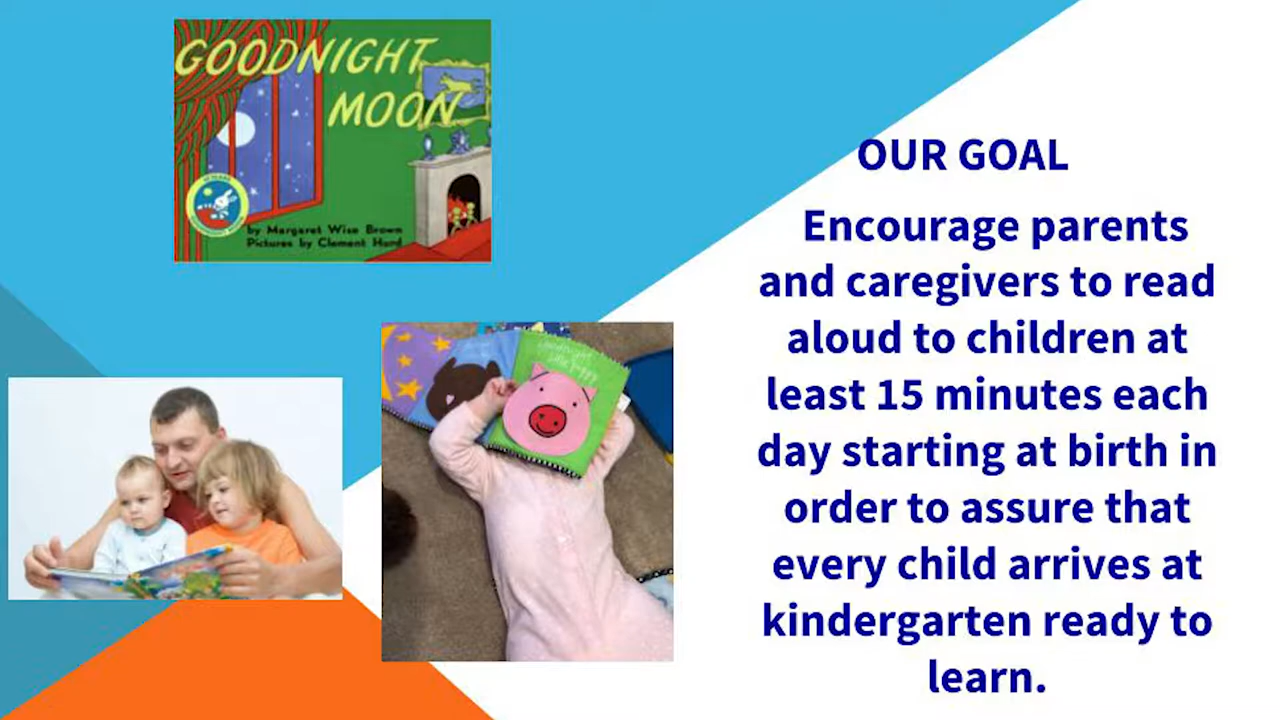 GOODNIGHT
MOON
by Margaret Wise Brown
Pictures by Clement Hurd
OUR GOAL
Encourage parents
and caregivers to read
aloud to children at
least 15 minutes each
day starting at birth in
order to assure that
every child arrives at
kindergarten ready to
learn.